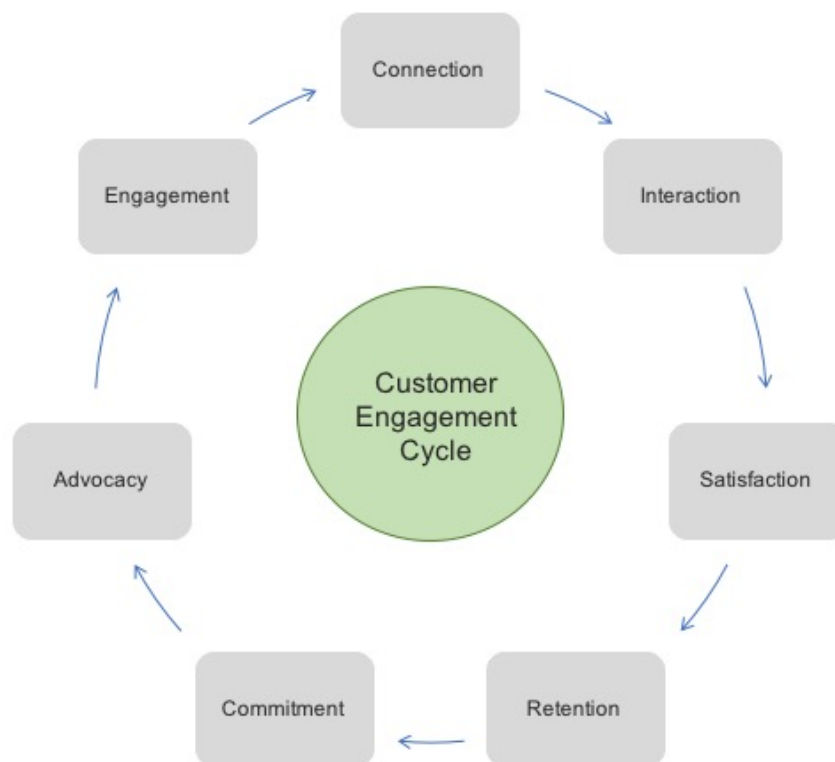 Connection
Interaction
Satisfaction
Retention
Commitment
Advocacy
Engagement
Customer
Engagement
Cycle